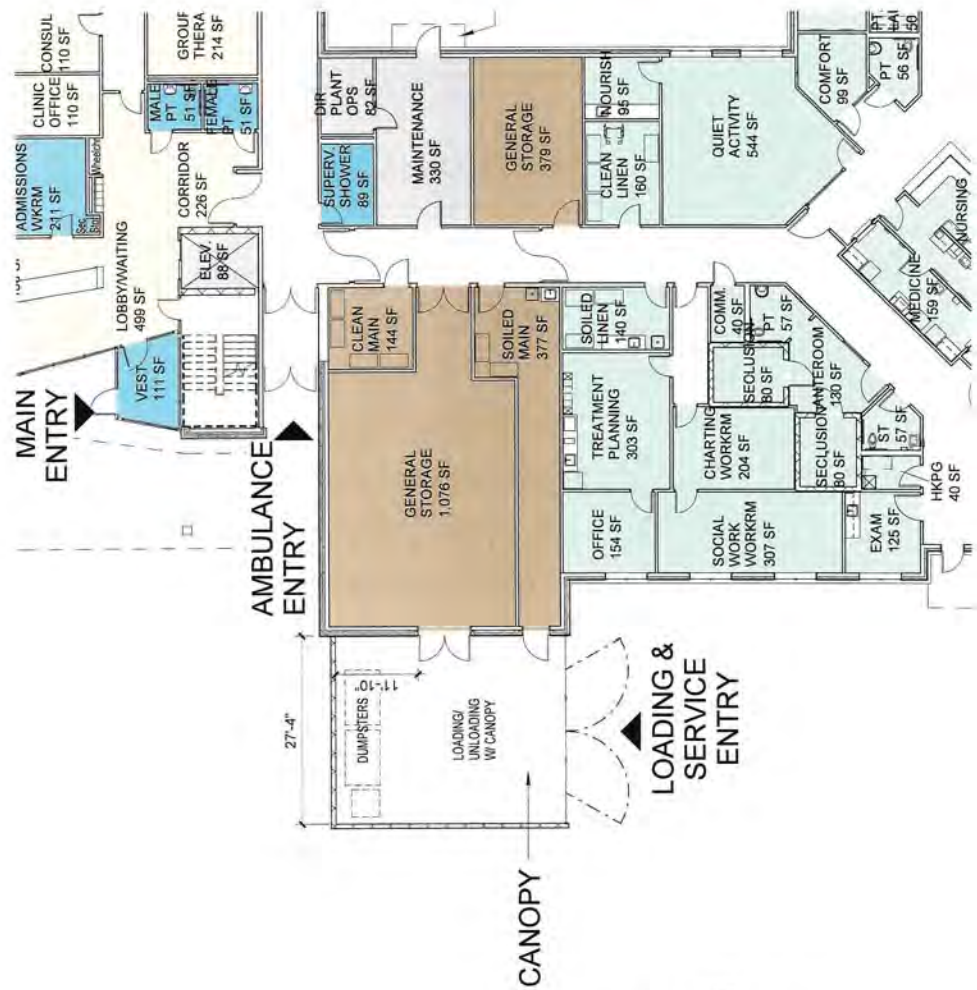 CONSUL
110 SF
CLINIC
OFFICE
110 SF
GROUP
THERA
214 SF
ADMISSIONS
WKRM
211 SF
Wheelchr
Sec.
Stor
MALE
PT
51 SF
FEMALE
PT
51 SF
CORRIDOR
226 SF
LOBBY/WAITING
499 SF
ELEV.
88 SF
VEST.
111 SF
MAIN
ENTRY
AMBULANCE
ENTRY
DIR
PLANT
OPS
82 SF
SUPERV.
SHOWER
89 SF
MAINTENANCE
330 SF
GENERAL
STORAGE
379 SF
NOURISH
95 SF
CLEAN
LINEN
160 SF
QUIET
ACTIVITY
544 SF
COMFORT
99 SF
PT
56 SF
PT
50
CLEAN
MAIN
144 SF
GENERAL
STORAGE
1,076 SF
SOILED
MAIN
377 SF
SOILED
LINEN
140 SF
TREATMENT
PLANNING
303 SF
COMM.
40 SF
PT
57 SF
SECLUSION
80 SF
ANTEROOM
130 SF
CHARTING
WORKRM
204 SF
SECLUSION
80 SF
ST
57 SF
HKPG
40 SF
OFFICE
154 SF
SOCIAL
WORK
WORKRM
307 SF
EXAM
125 SF
MEDICINE
159 SF
NURSING
27'-4"
11'-10"
DUMPSTERS
LOADING/
UNLOADING
W/ CANOPY
LOADING &
SERVICE
ENTRY
CANOPY